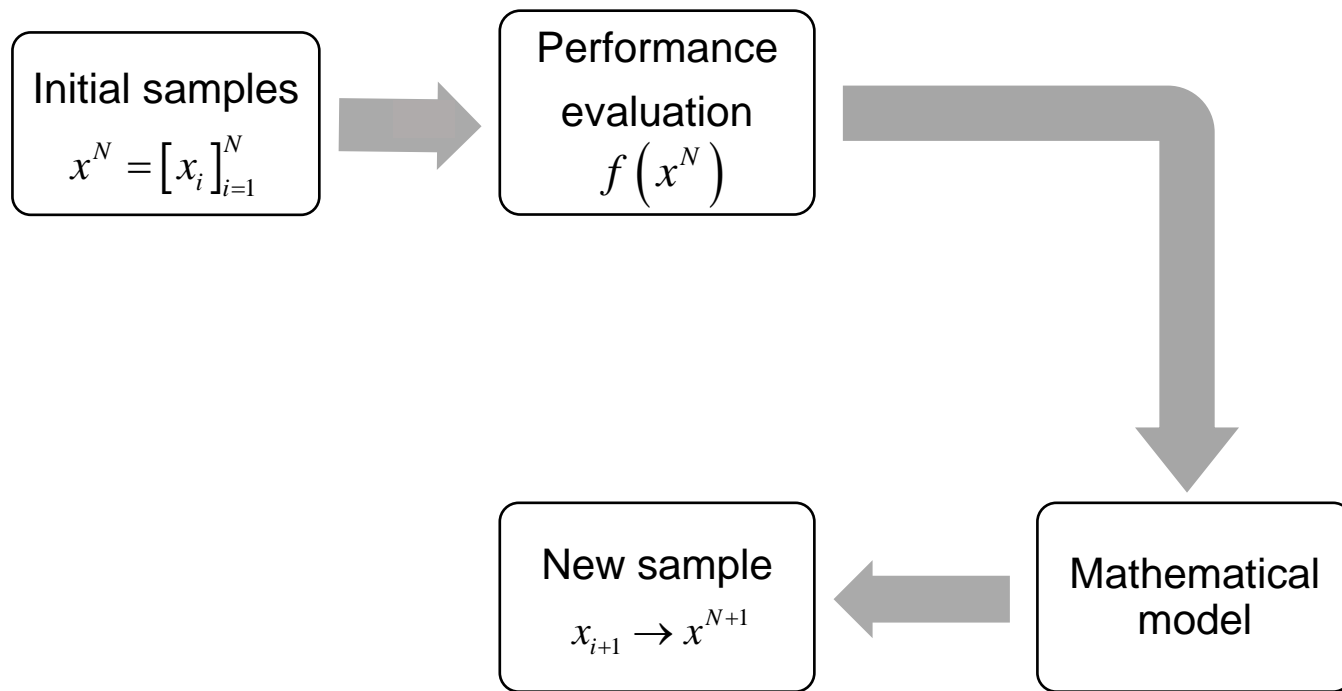 Initial samples
x^N = [x_i]_{i=1}^N
Performance
evaluation
f(x^N)
New sample
x_{i+1} → x^{N+1}
Mathematical
model